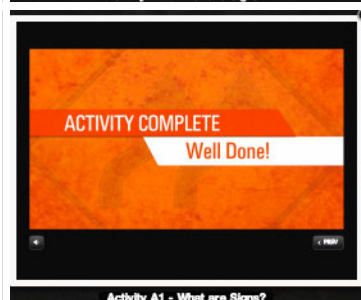 ACTIVITY COMPLETE
Well Done!
‹ PREV
Activity A1 - What are Signs?